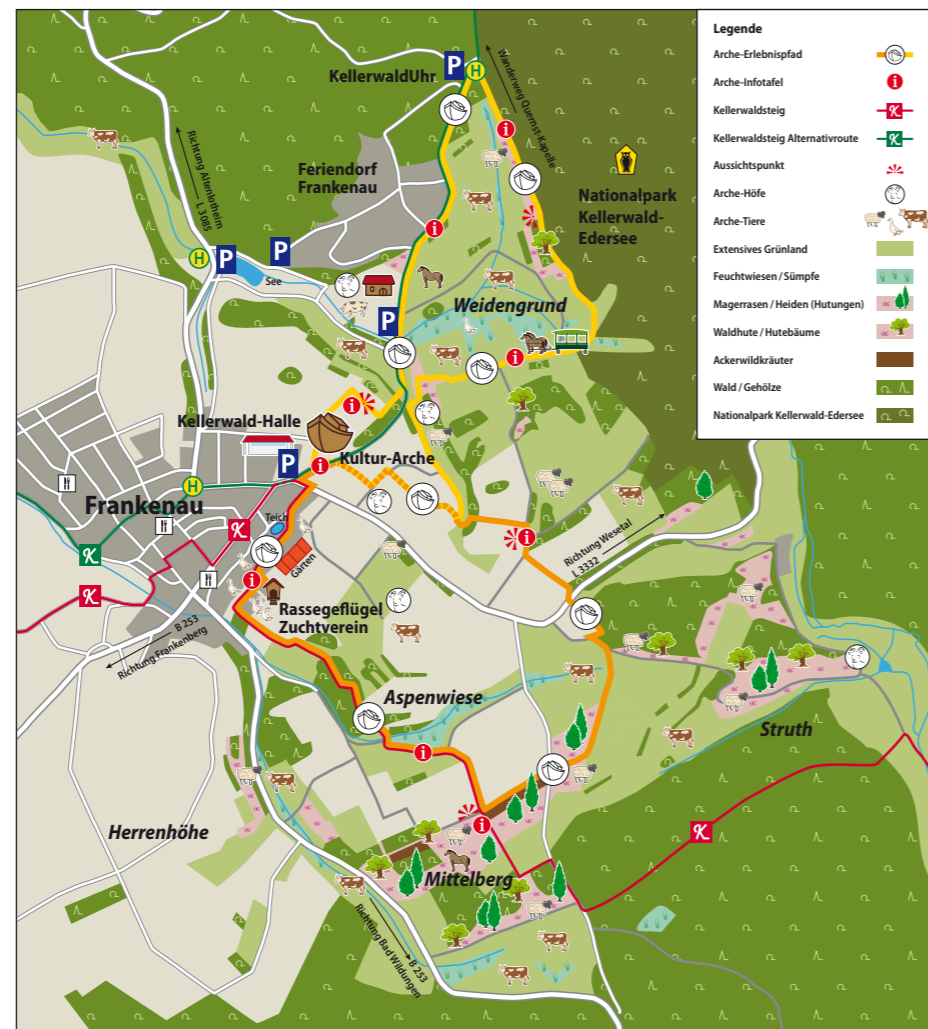 Legende
Arche-Erlebnispfad
Arche-Infotafel
i
Kellerwaldsteig
K
Kellerwaldsteig Alternativroute
K
Aussichtspunkt
Arche-Höfe
Arche-Tiere
Extensives Grünland
Feuchtwiesen / Sümpfe
Magerrasen / Heiden (Hutungen)
Waldhute / Hutebäume
Ackerwildkräuter
Wald / Gehölze
Nationalpark Kellerwald-Edersee
KellerwaldUhr
P
H
Wanderweg Quernst-Kapelle
i
Richtung Altenlotheim
L 3085
Feriendorf
Frankenau
Nationalpark
Kellerwald-
Edersee
i
H
P
P
See
P
Weidengrund
i
i
Kellerwald-Halle
Kultur-Arche
P
i
H
Frankenau
K
Teich
Gärten
i
Richtung Wesetal
L 3332
K
K
i
Rassegeflügel
Zuchtverein
B 253
Richtung Frankenberg
Aspenwiese
i
Struth
i
K
Herrenhöhe
Mittelberg
Richtung Bad Wildungen
B 253